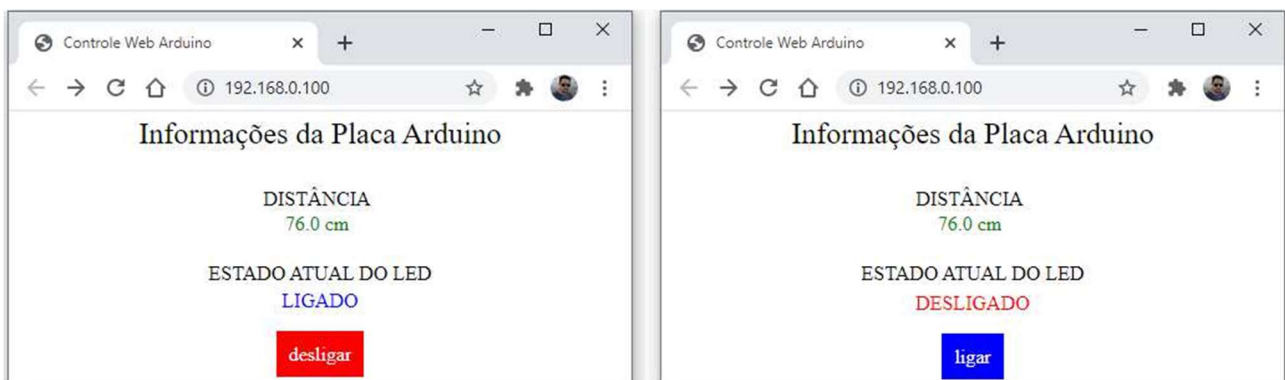 Controle Web Arduino
192.168.0.100
Informações da Placa Arduino
DISTÂNCIA
76.0 cm
ESTADO ATUAL DO LED
LIGADO
desligar
Controle Web Arduino
192.168.0.100
Informações da Placa Arduino
DISTÂNCIA
76.0 cm
ESTADO ATUAL DO LED
DESLIGADO
ligar